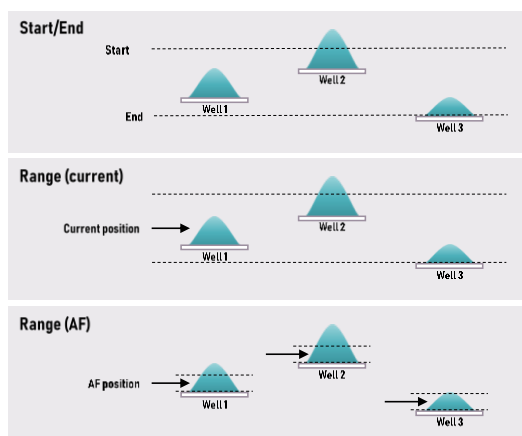 Start/End
Start
Well 1
Well 2
End
Well 3
Range (current)
Current position
Well 1
Well 2
Well 3
Range (AF)
AF position
Well 1
Well 2
Well 3